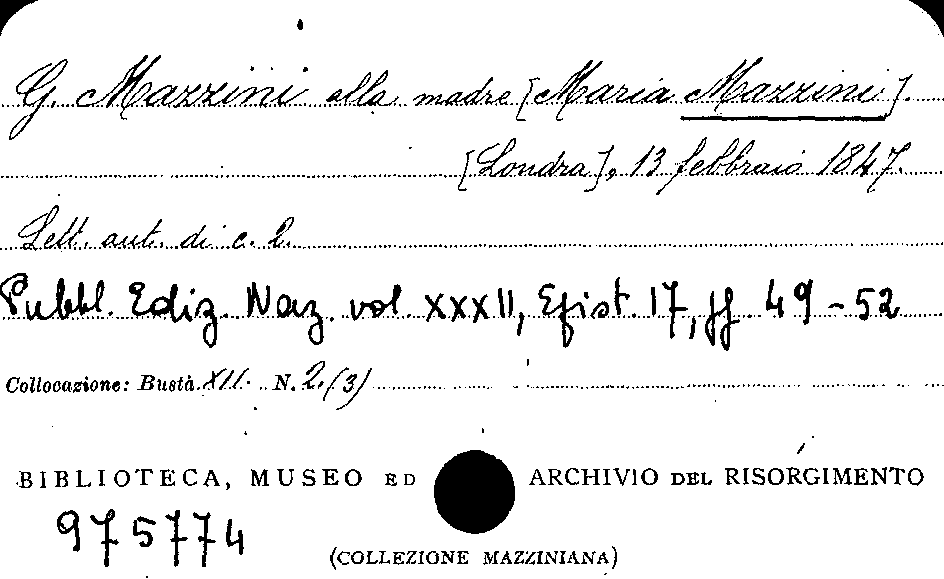 G. Mazzini alla madre [Maria Mazzini].
[Londra], 13 febbraio 1847.
Lett. aut. di c. 2.
Pubbl. Ediz. Naz. vol. XXXII, Epist. 17, pp. 49-52
Collocazione: Busta XII. N. 2.(3)
BIBLIOTECA, MUSEO ED ARCHIVIO DEL RISORGIMENTO
975774
(COLLEZIONE MAZZINIANA)